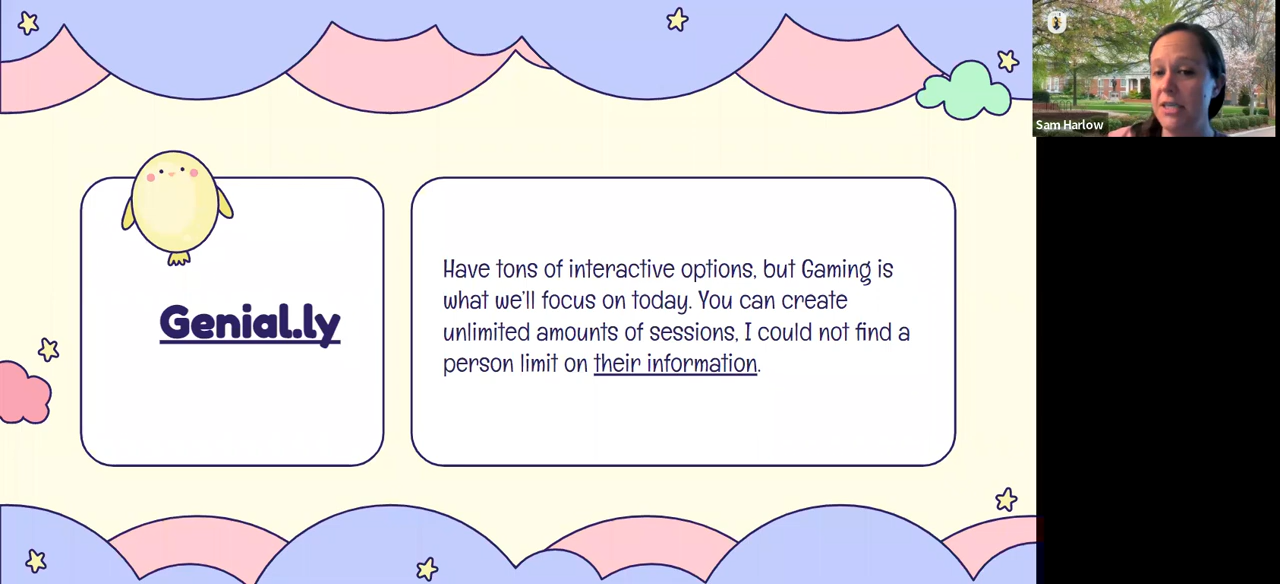 Genial.ly
Have tons of interactive options, but Gaming is
what we'll focus on today. You can create
unlimited amounts of sessions, I could not find a
person limit on their information.
Sam Harlow